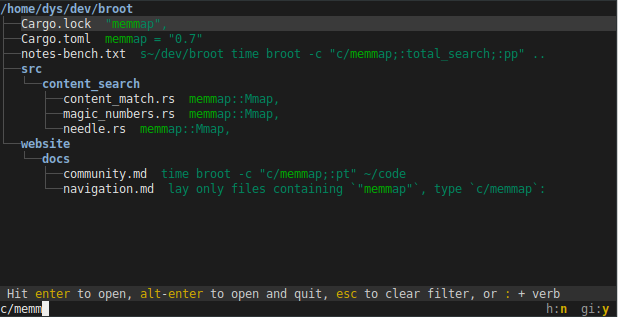 /home/dys/dev/broot
Cargo.lock "memmap",
Cargo.toml memmap = "0.7"
notes-bench.txt s~/dev/broot time broot -c "c/memmap;:total_search;:pp" ..
src
content_search
content_match.rs memmap::Mmap,
magic_numbers.rs memmap::Mmap,
needle.rs memmap::Mmap,
website
docs
community.md time broot -c "c/memmap;:pt" ~/code
navigation.md lay only files containing `"memmap"`, type `c/memmap`:
Hit enter to open, alt-enter to open and quit, esc to clear filter, or : + verb
c/memm h:n gi:y